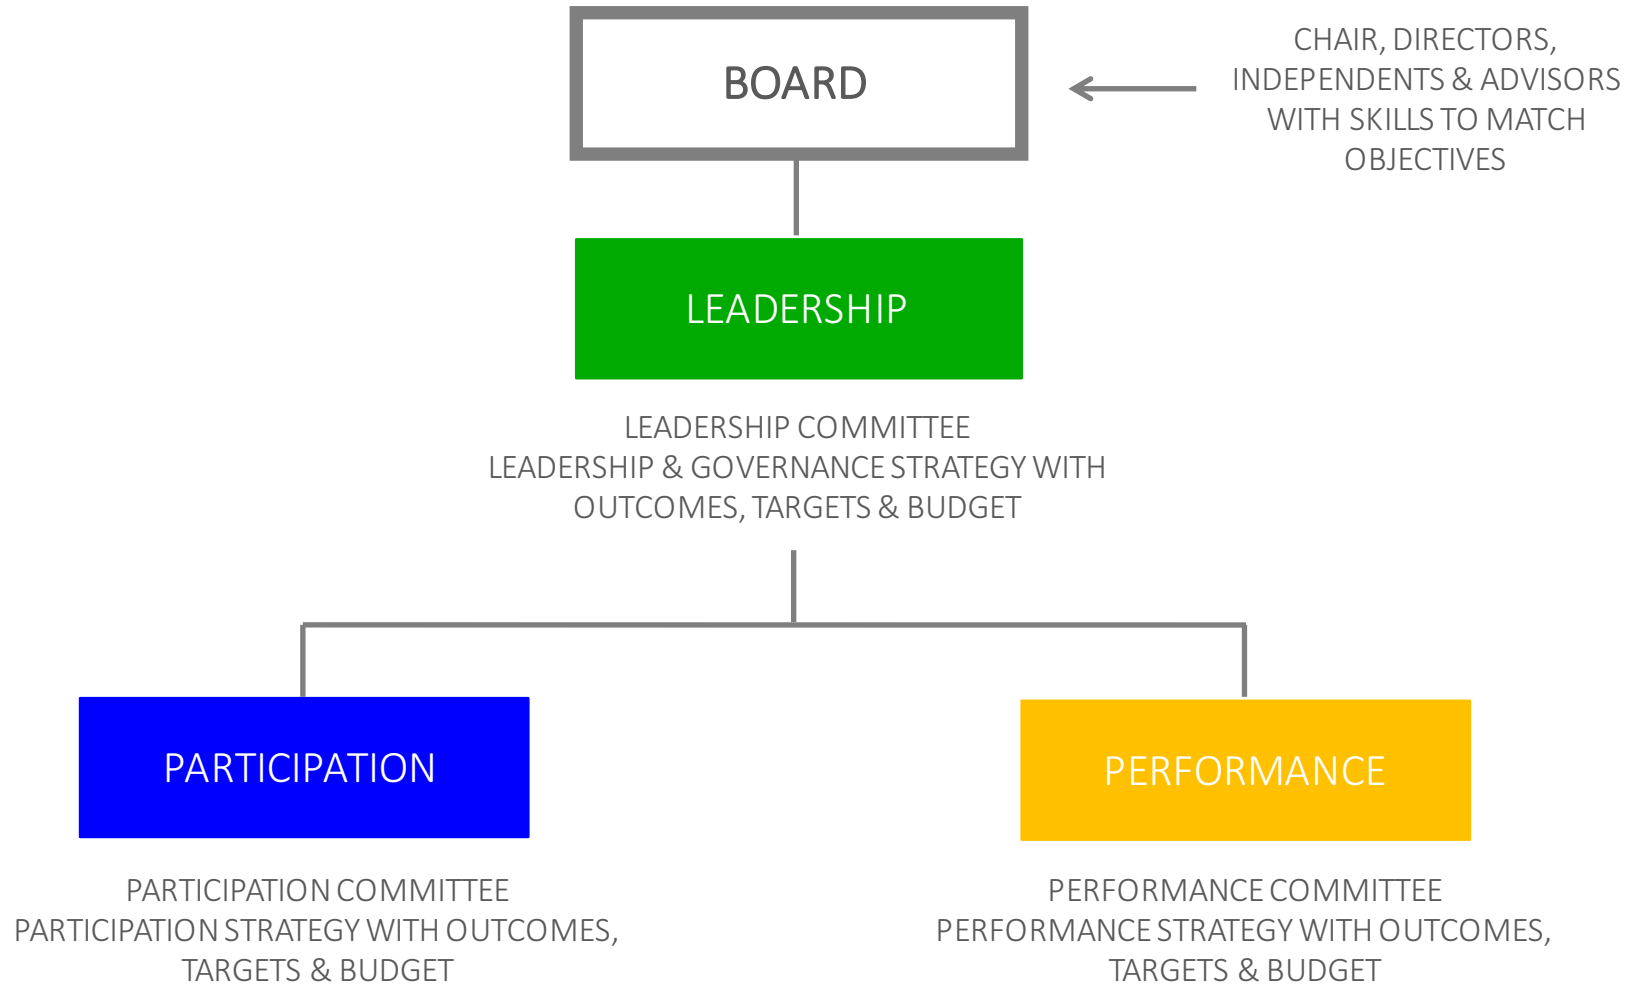 BOARD
CHAIR, DIRECTORS,
INDEPENDENTS & ADVISORS
WITH SKILLS TO MATCH
OBJECTIVES
LEADERSHIP
LEADERSHIP COMMITTEE
LEADERSHIP & GOVERNANCE STRATEGY WITH
OUTCOMES, TARGETS & BUDGET
PARTICIPATION
PARTICIPATION COMMITTEE
PARTICIPATION STRATEGY WITH OUTCOMES,
TARGETS & BUDGET
PERFORMANCE
PERFORMANCE COMMITTEE
PERFORMANCE STRATEGY WITH OUTCOMES,
TARGETS & BUDGET